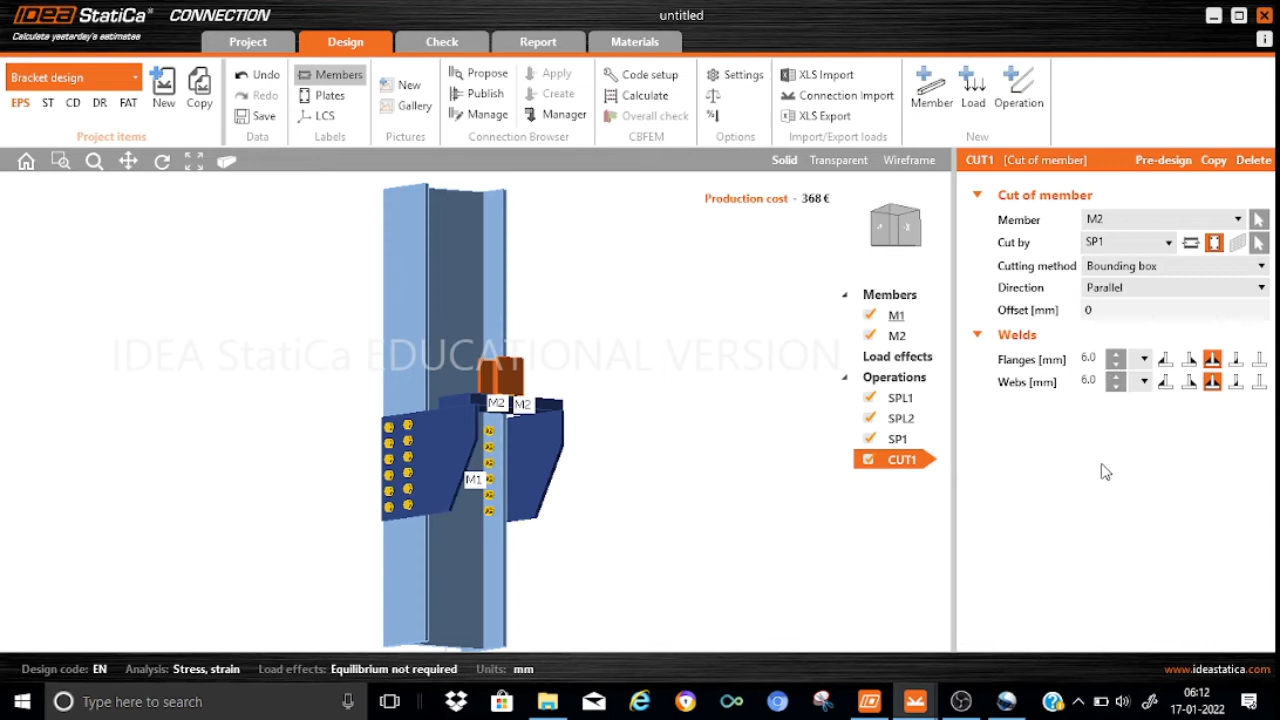 IDEA StatiCa® CONNECTION
Calculate yesterday's estimates
untitled
Project Design Check Report Materials
Bracket design
EPS ST CD DR FAT
New Copy
Project items
Undo
Redo
Save
Data
Members
Plates
LCS
Labels
New
Gallery
Pictures
Propose
Publish
Manage
Apply
Create
Manager
Connection Browser
Code setup
Calculate
Overall check
CBFEM
Settings
Options
XLS Import
Connection Import
XLS Export
Import/Export loads
Member Load Operation
New
Solid Transparent Wireframe
Production cost - 368 €
Members
M1
M2
Load effects
Operations
SPL1
SPL2
SP1
CUT1
M2 M2
M1
IDEA StatiCa EDUCATIONAL VERSION
CUT1 [Cut of member] Pre-design Copy Delete
Cut of member
Member M2
Cut by SP1
Cutting method Bounding box
Direction Parallel
Offset [mm] 0
Welds
Flanges [mm] 6.0
Webs [mm] 6.0
Design code: EN Analysis: Stress, strain Load effects: Equilibrium not required Units: mm
www.ideastatica.com
Type here to search
06:12
17-01-2022